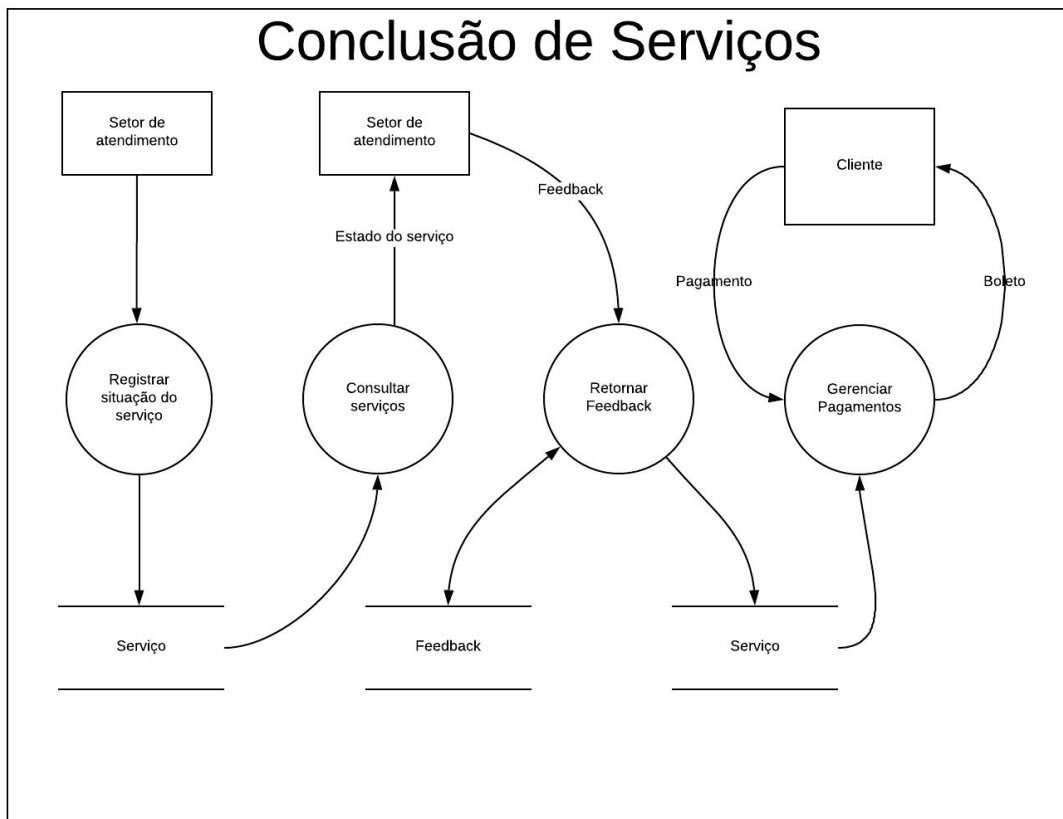 Conclusão de Serviços
Setor de
atendimento
Setor de
atendimento
Cliente
Feedback
Estado do serviço
Pagamento
Boleto
Registrar
situação do
serviço
Consultar
serviços
Retornar
Feedback
Gerenciar
Pagamentos
Serviço
Feedback
Serviço